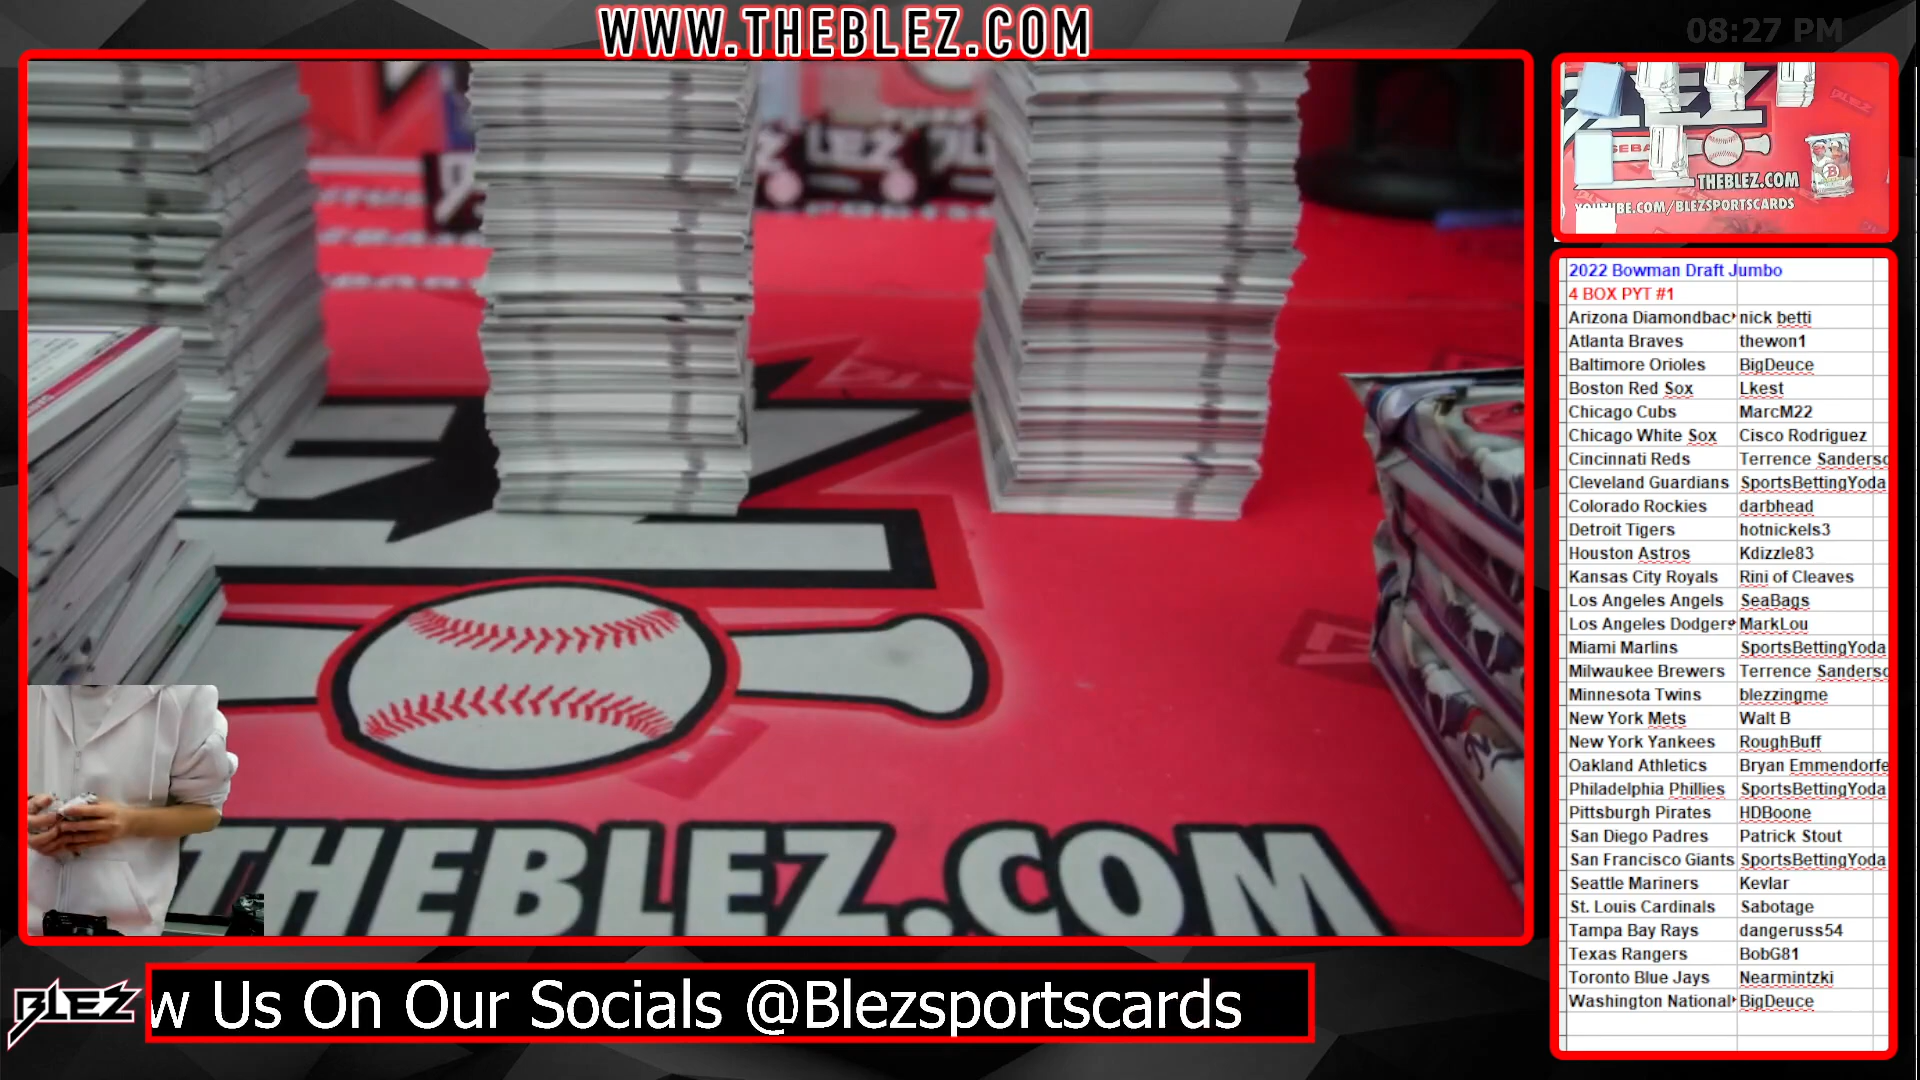 WWW.THEBLEZ.COM
08:27 PM
BLEZ
THEBLEZ.COM
THEBLEZ.COM
YOUTUBE.COM/BLEZSPORTSCARDS
2022 Bowman Draft Jumbo
4 BOX PYT #1
Arizona Diamondbac nick betti
Atlanta Braves thewon1
Baltimore Orioles BigDeuce
Boston Red Sox Lkest
Chicago Cubs MarcM22
Chicago White Sox Cisco Rodriguez
Cincinnati Reds Terrence Sanderso
Cleveland Guardians SportsBettingYoda
Colorado Rockies darbhead
Detroit Tigers hotnickels3
Houston Astros Kdizzle83
Kansas City Royals Rini of Cleaves
Los Angeles Angels SeaBags
Los Angeles Dodgers MarkLou
Miami Marlins SportsBettingYoda
Milwaukee Brewers Terrence Sanderso
Minnesota Twins blezzingme
New York Mets Walt B
New York Yankees RoughBuff
Oakland Athletics Bryan Emmendorfe
Philadelphia Phillies SportsBettingYoda
Pittsburgh Pirates HDBoone
San Diego Padres Patrick Stout
San Francisco Giants SportsBettingYoda
Seattle Mariners Kevlar
St. Louis Cardinals Sabotage
Tampa Bay Rays dangeruss54
Texas Rangers BobG81
Toronto Blue Jays Nearmintzki
Washington National BigDeuce
BLEZ
w Us On Our Socials @Blezsportscards